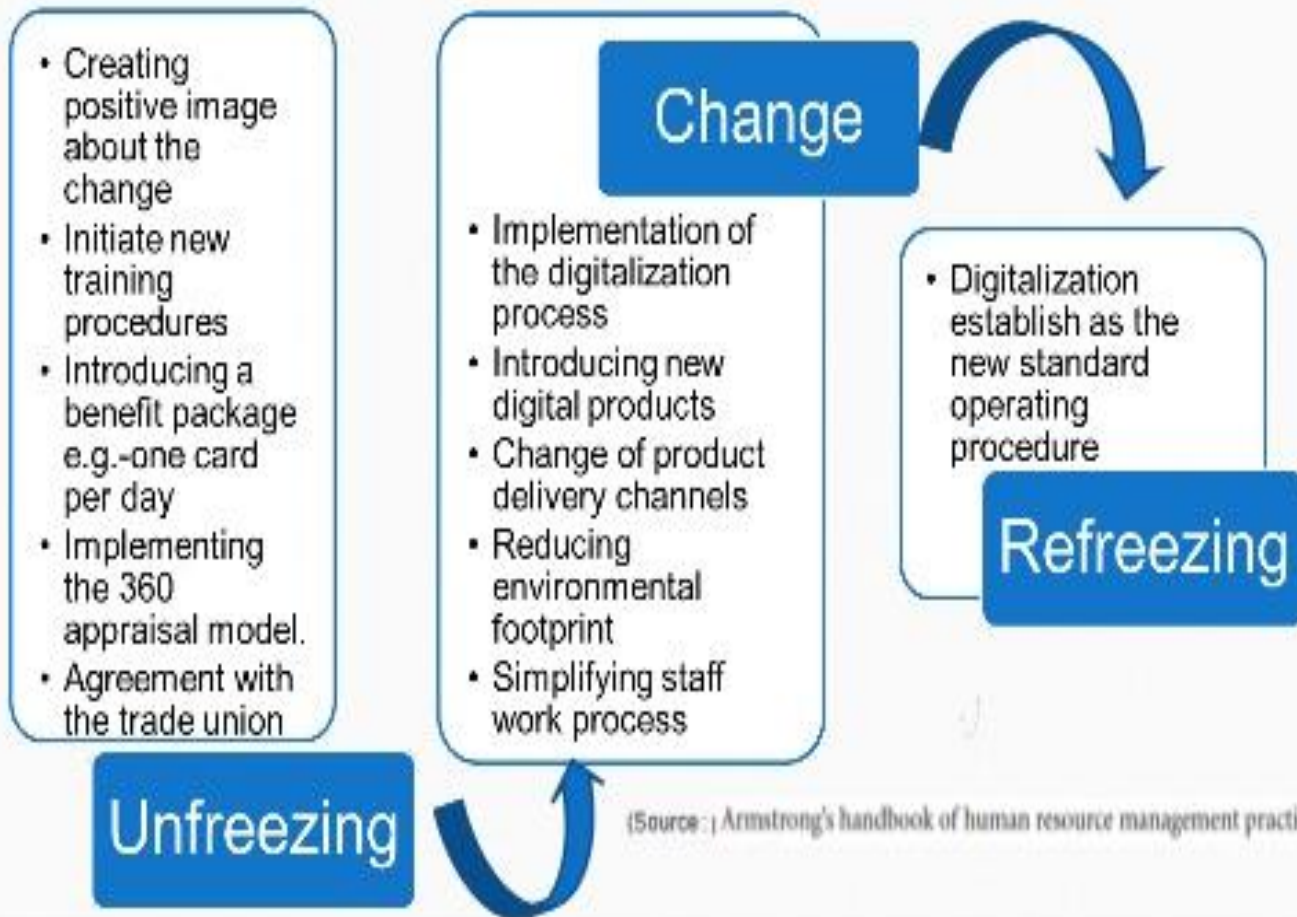 • Creating
positive image
about the
change
• Initiate new
training
procedures
• Introducing a
benefit package
e.g.-one card
per day
• Implementing
the 360
appraisal model.
• Agreement with
the trade union
Unfreezing
Change
• Implementation of
the digitalization
process
• Introducing new
digital products
• Change of product
delivery channels
• Reducing
environmental
footprint
• Simplifying staff
work process
• Digitalization
establish as the
new standard
operating
procedure
Refreezing
(Source : Armstrong's handbook of human resource management practi